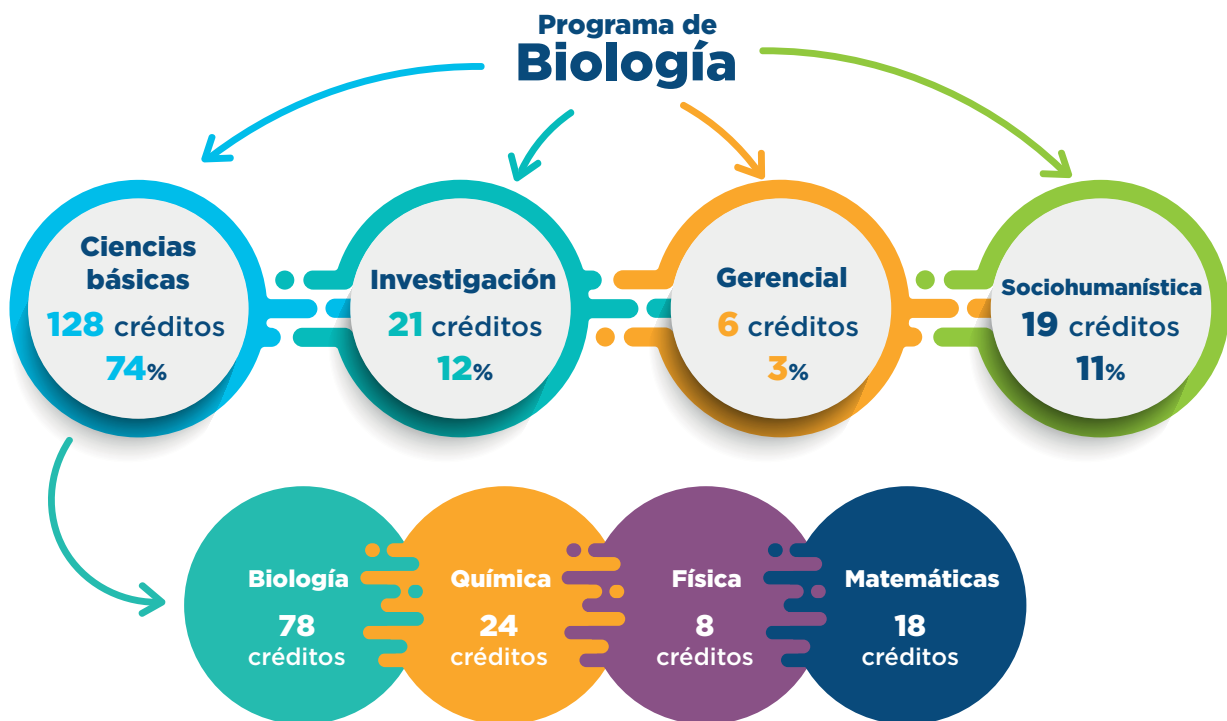 Programa de
Biología
Ciencias
básicas
128 créditos
74%
Investigación
21 créditos
12%
Gerencial
6 créditos
3%
Sociohumanística
19 créditos
11%
Biología
78
créditos
Química
24
créditos
Física
8
créditos
Matemáticas
18
créditos